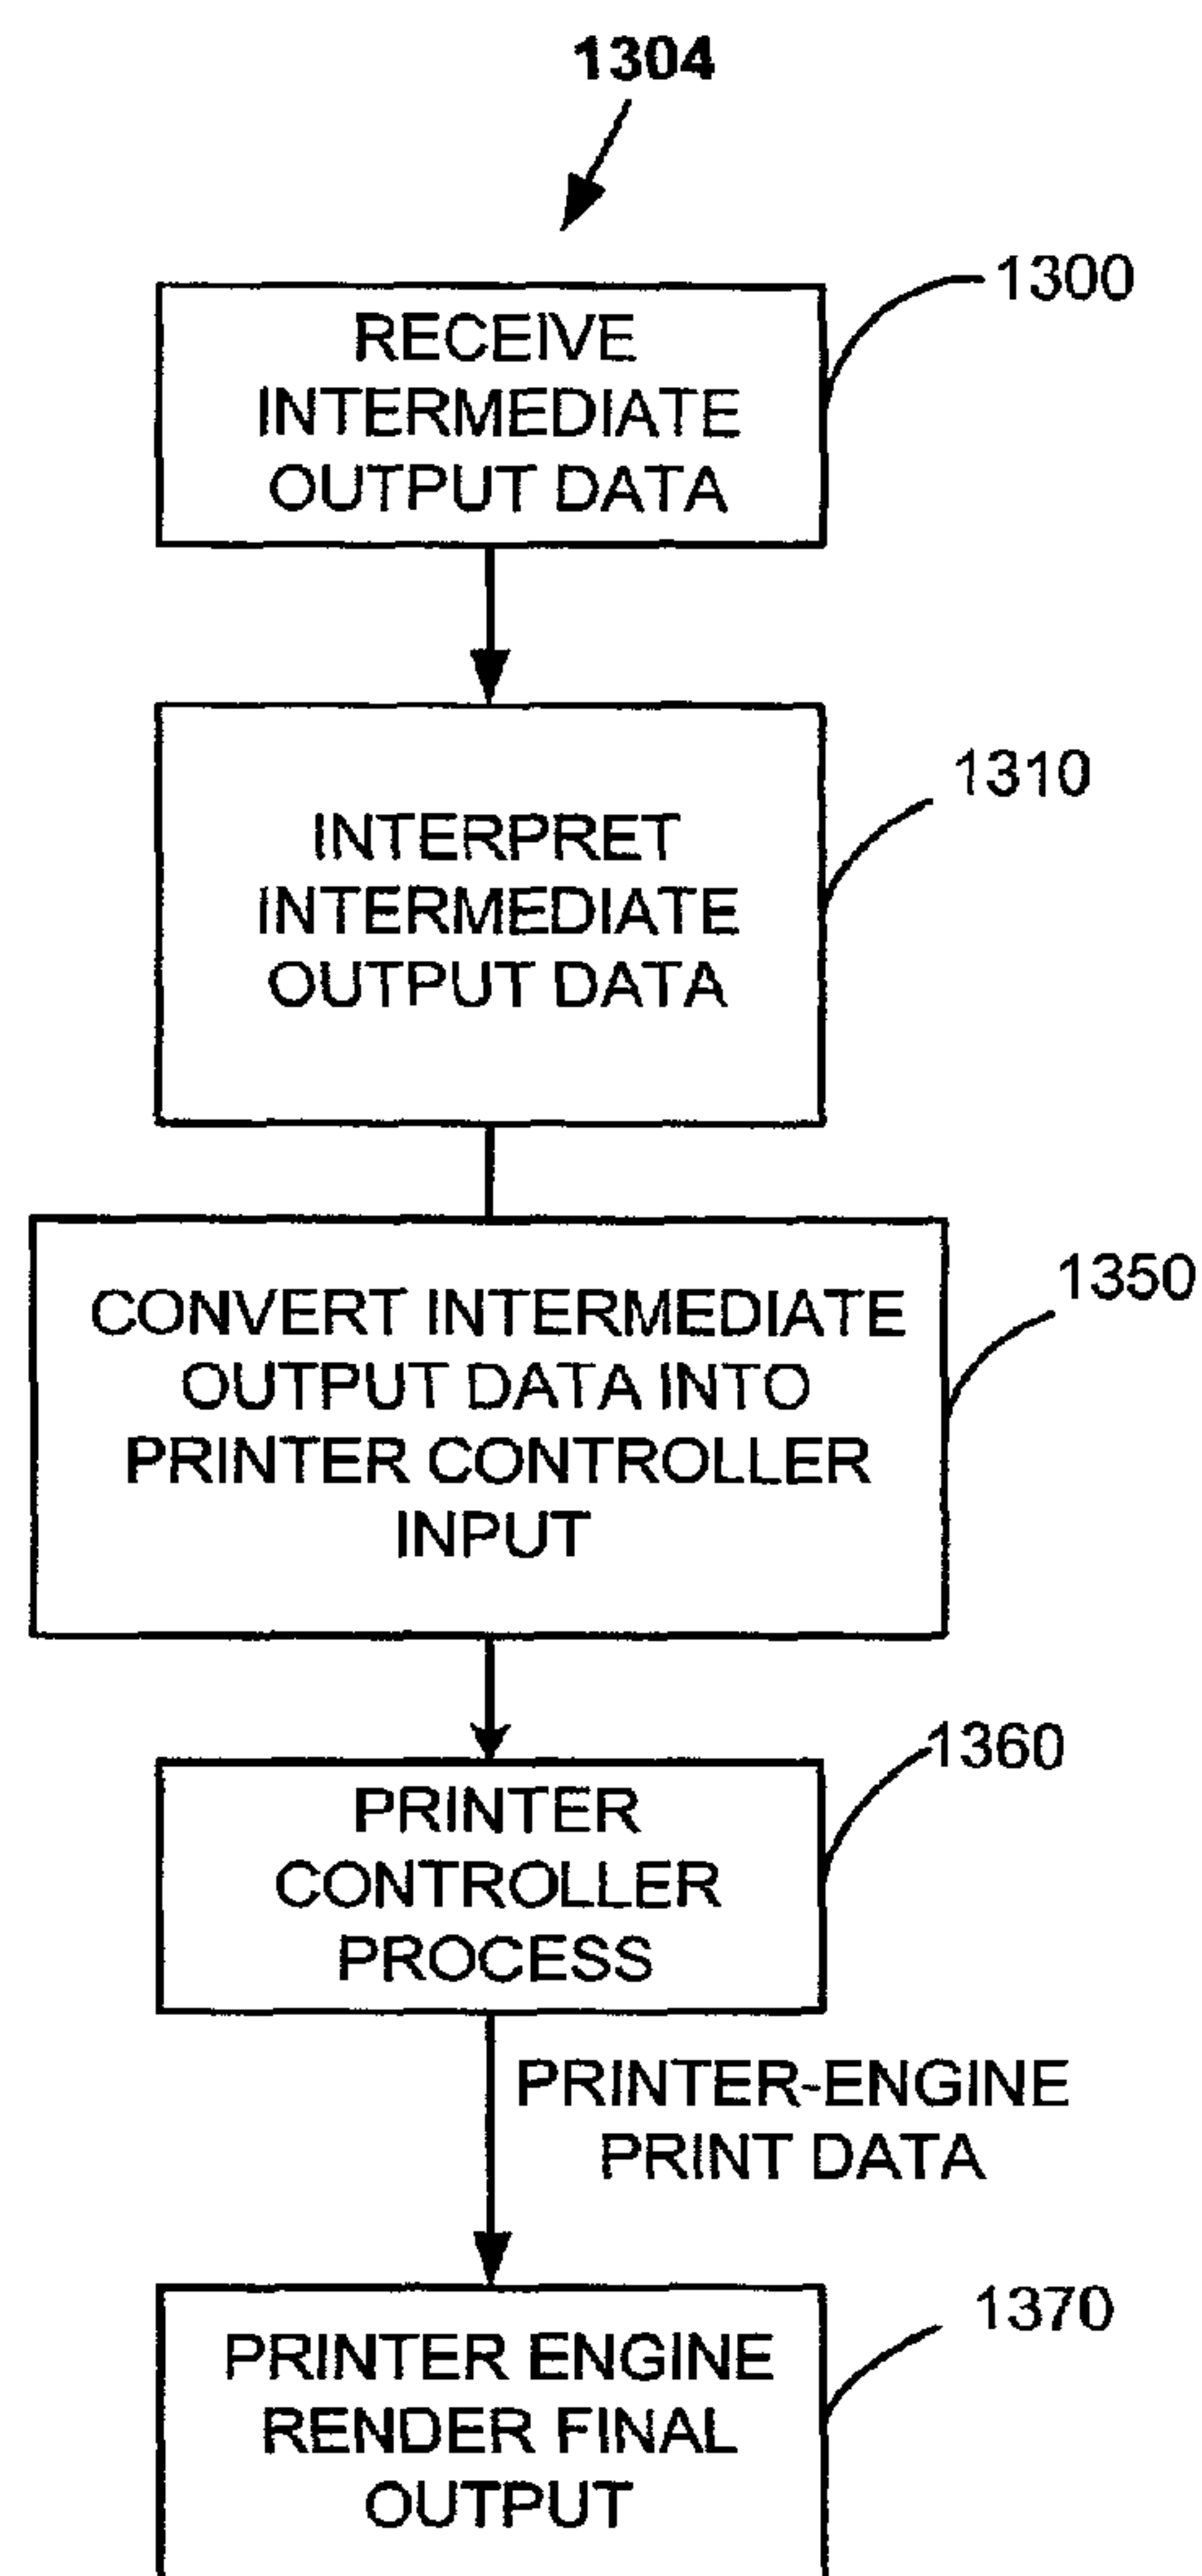 1304
1300
RECEIVE
INTERMEDIATE
OUTPUT DATA
1310
INTERPRET
INTERMEDIATE
OUTPUT DATA
1350
CONVERT INTERMEDIATE
OUTPUT DATA INTO
PRINTER CONTROLLER
INPUT
1360
PRINTER
CONTROLLER
PROCESS
PRINTER-ENGINE
PRINT DATA
1370
PRINTER ENGINE
RENDER FINAL
OUTPUT